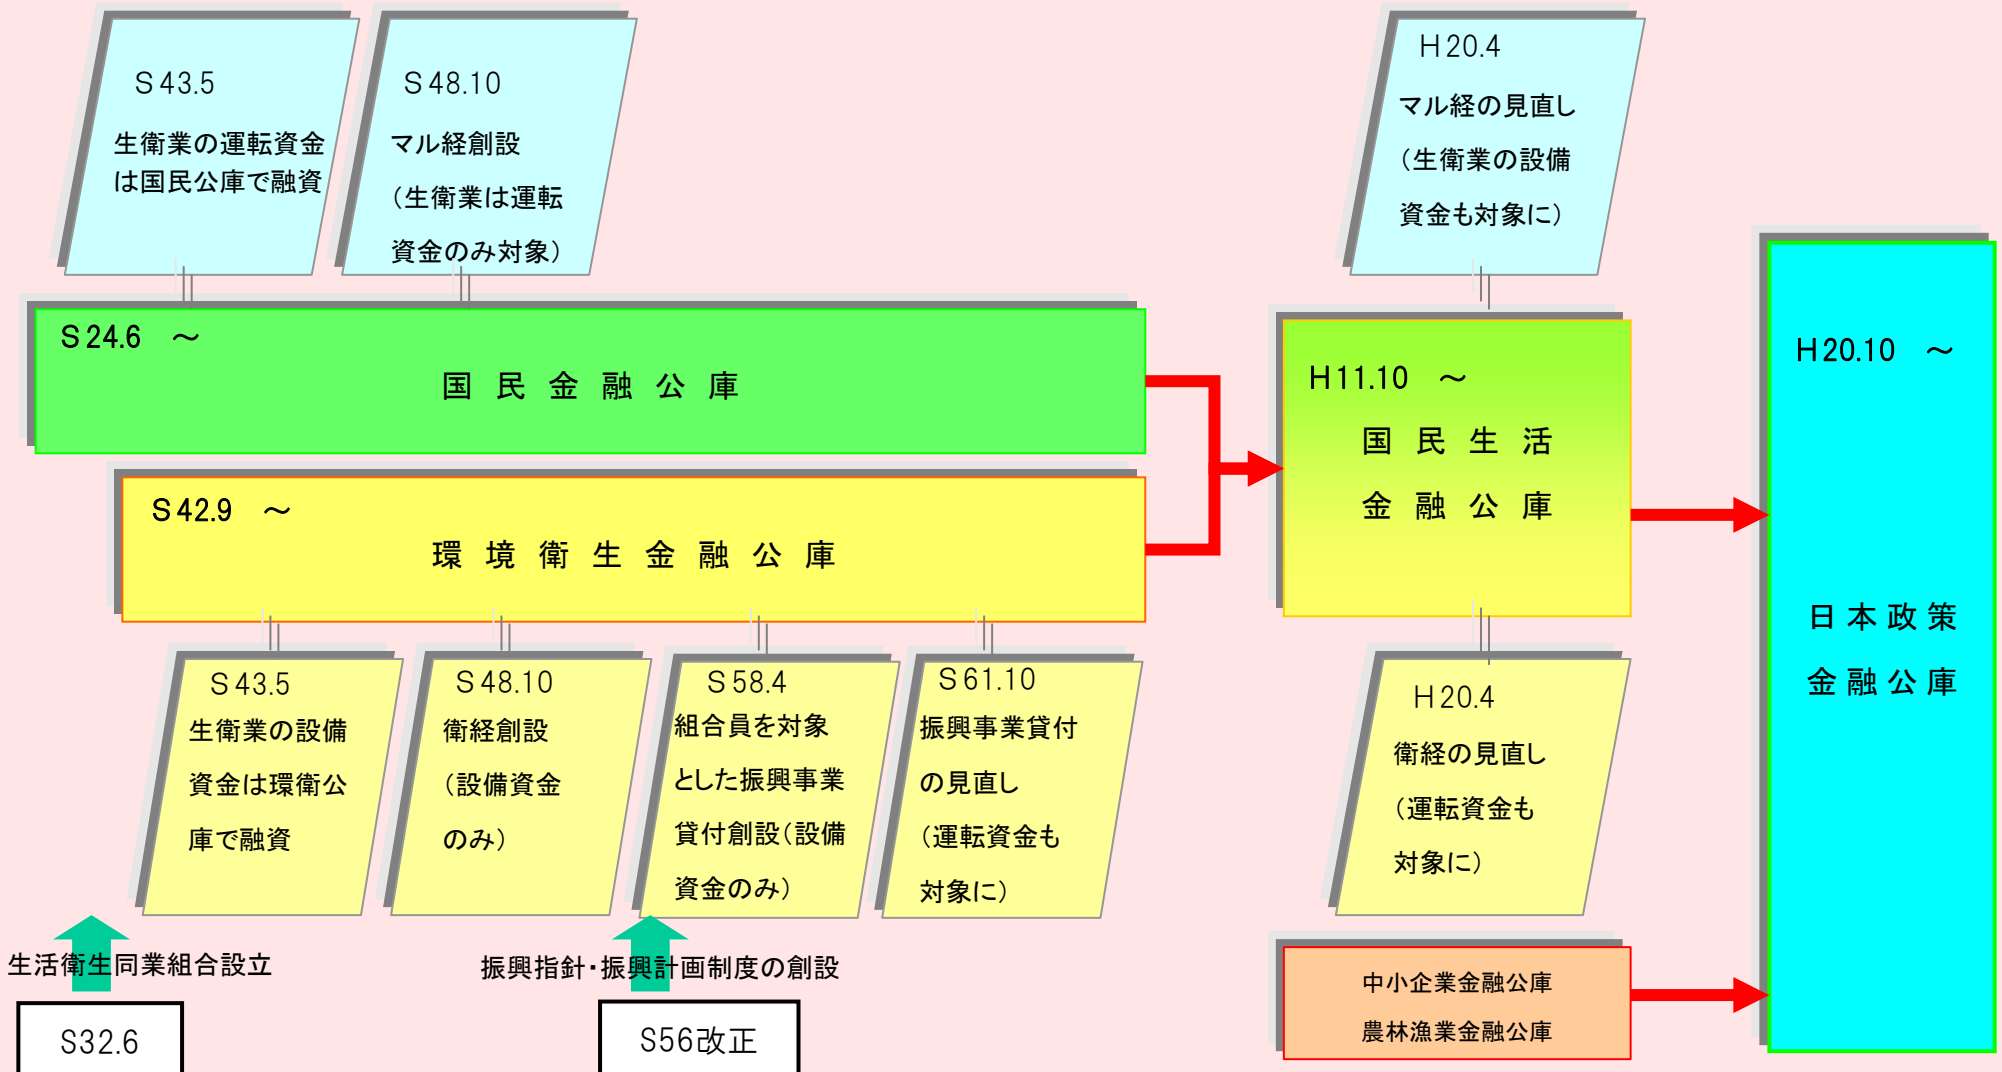 S43.5
生衛業の運転資金
は国民公庫で融資
S48.10
マル経創設
(生衛業は運転
資金のみ対象)
H20.4
マル経の見直し
(生衛業の設備
資金も対象に)
S24.6 ～
国民金融公庫
S42.9 ～
環境衛生金融公庫
H11.10 ～
国民生活
金融公庫
H20.10 ～
日本政策
金融公庫
S43.5
生衛業の設備
資金は環衛公
庫で融資
S48.10
衛経創設
(設備資金
のみ)
S58.4
組合員を対象
とした振興事業
貸付創設(設備
資金のみ)
S61.10
振興事業貸付
の見直し
(運転資金も
対象に)
H20.4
衛経の見直し
(運転資金も
対象に)
生活衛生同業組合設立
S32.6
振興指針・振興計画制度の創設
S56改正
中小企業金融公庫
農林漁業金融公庫